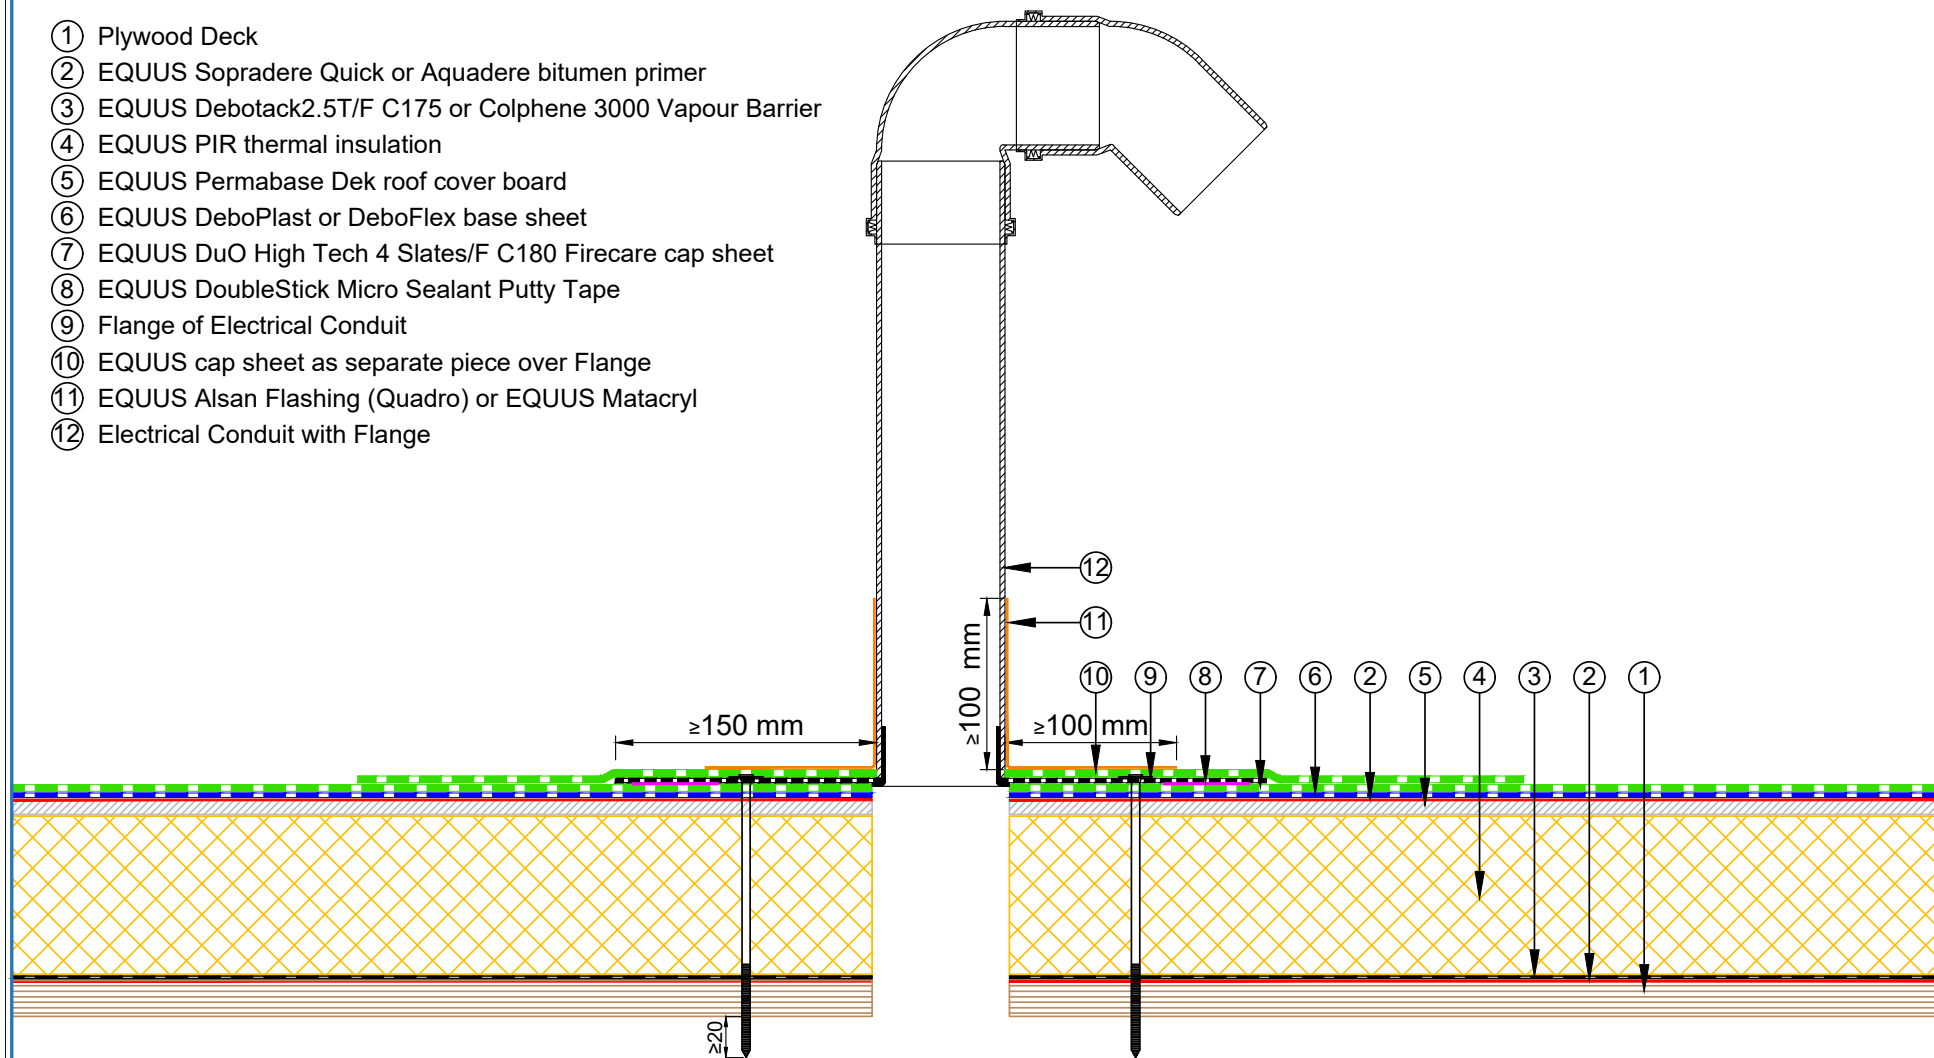 1 Plywood Deck
2 EQUUS Sopradere Quick or Aquadere bitumen primer
3 EQUUS Debotack2.5T/F C175 or Colphene 3000 Vapour Barrier
4 EQUUS PIR thermal insulation
5 EQUUS Permabase Dek roof cover board
6 EQUUS DeboPlast or DeboFlex base sheet
7 EQUUS DuO High Tech 4 Slates/F C180 Firecare cap sheet
8 EQUUS DoubleStick Micro Sealant Putty Tape
9 Flange of Electrical Conduit
10 EQUUS cap sheet as separate piece over Flange
11 EQUUS Alsan Flashing (Quadro) or EQUUS Matacryl
12 Electrical Conduit with Flange
12
11
≥100 mm
10 9 8 7 6 2 5 4 3 2 1
≥150 mm
≥100 mm
≥20